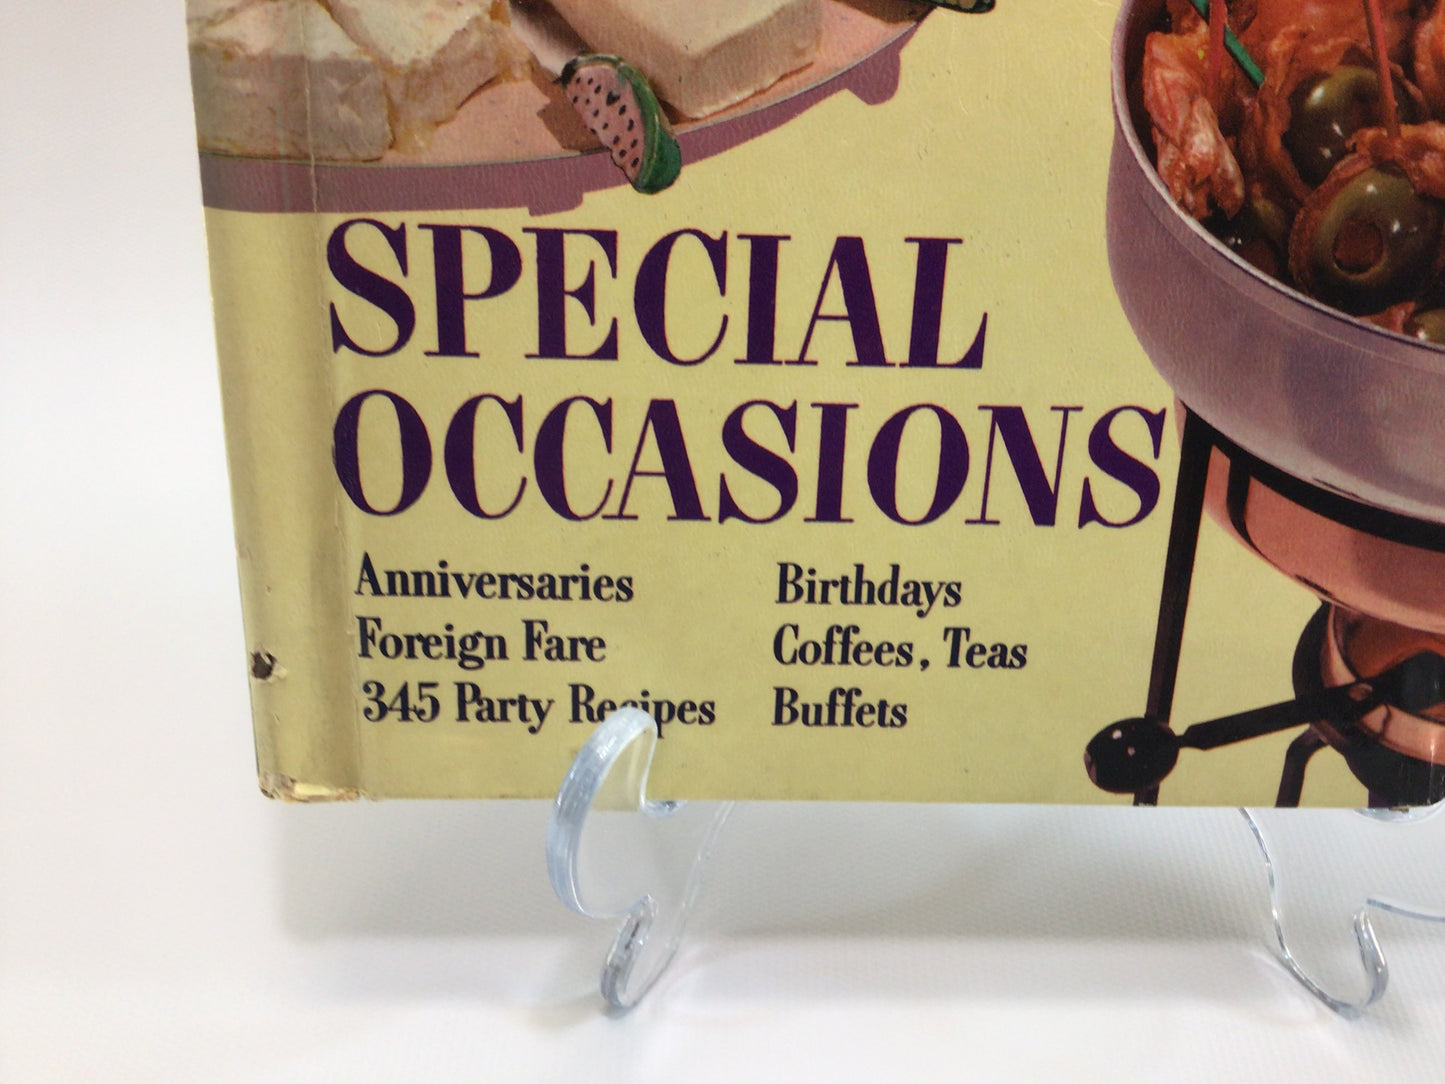 SPECIAL
OCCASIONS
Anniversaries
Foreign Fare
345 Party Recipes
Birthdays
Coffees, Teas
Buffets